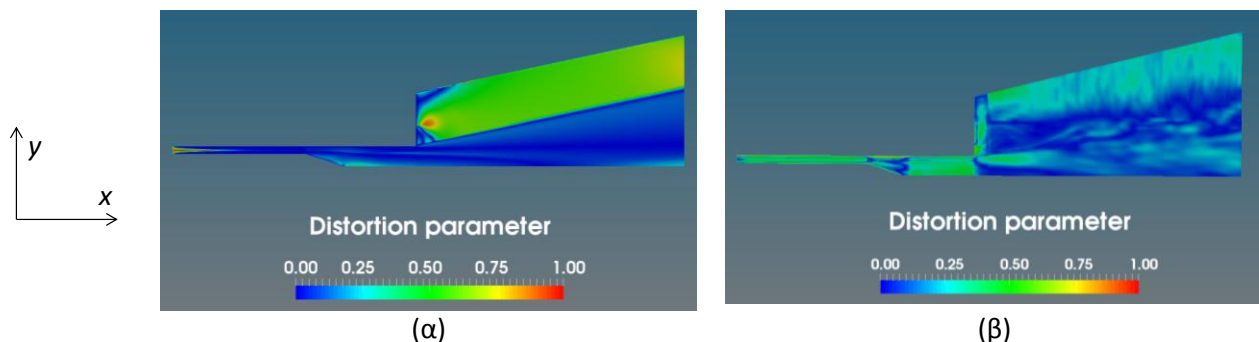 y
x
Distortion parameter
0.00 0.25 0.50 0.75 1.00
(α)
Distortion parameter
0.00 0.25 0.50 0.75 1.00
(β)